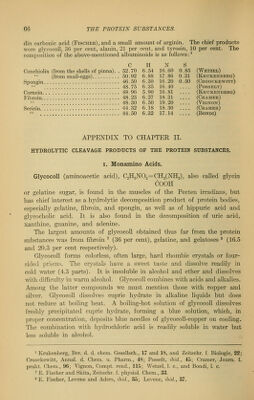 66 THE PROTEIN SUBSTANCES.
dis carbonic acid (FISCHER), and a small amount of arginin. The chief products
were glycocoll, 36 per cent, alanin, 21 per cent, and tyrosin, 10 per cent. The
composition of the above-mentioned albuminoids is as follows:
C H N S
Conchiolin (from the shells of pinna). 52.70 6.54 16.60 0.85 (WETZEL)
" (from snail-eggs) 50.92 6.88 17.86 0.31 (KRUKENBERG)
Spongin 46.50 6.30 16.20 0.50 (CROOCKEWITT)
" 48.75 6.35 16.40 (POSSELT)
Cornein 48.96 5.90 16.81 (KRUKENBERG)
Fibroin 48.23 6.27 18.31 (CRAMER)
" 48.30 6.50 19.20 (VIGNON)
Sericin 44.32 6.18 18.30 (CRAMER)
" 44.50 6.32 17.14 (BONDI)
APPENDIX TO CHAPTER II.
HYDROLYTIC CLEAVAGE PRODUCTS OF THE PROTEIN SUBSTANCES.
1. Monamino Acids.
Glycocoll (aminoacetic acid), C₂H₅NO₂=CH₂(NH₂), also called glycin
COOH
or gelatine sugar, is found in the muscles of the Pecten irradians, but
has chief interest as a hydrolytic decomposition product of protein bodies,
especially gelatine, fibroin, and spongin, as well as of hippuric acid and
glycocholic acid. It is also found in the decomposition of uric acid,
xanthine, guanine, and adenine.
The largest amounts of glycocoll obtained thus far from the protein
substances was from fibroin (36 per cent), gelatine, and gelatoses (16.5
and 20.3 per cent respectively).
Glycocoll forms colorless, often large, hard rhombic crystals or four-
sided prisms. The crystals have a sweet taste and dissolve readily in
cold water (4.3 parts). It is insoluble in alcohol and ether and dissolves
with difficulty in warm alcohol. Glycocoll combines with acids and alkalies.
Among the latter compounds we must mention those with copper and
silver. Glycocoll dissolves cupric hydrate in alkaline liquids but does
not reduce at boiling heat. A boiling-hot solution of glycocoll dissolves
freshly precipitated cupric hydrate, forming a blue solution, which, in
proper concentration, deposits blue needles of glycocoll-copper on cooling.
The combination with hydrochloric acid is readily soluble in water but
less soluble in alcohol.
Krukenberg, Ber. d. d. chem. Gesellsch., 17 and 18, and Zeitschr. f. Biologie, 22;
Croockewitt, Annal. d. Chem. u. Pharm., 48; Posselt, ibid., 45; Cramer, Journ. f.
prakt. Chem., 96; Vignon, Compt. rend., 115; Wetzel, l. c., and Bondi, l. c.
E. Fischer and Skita, Zeitschr. f. physiol. Chem., 33.
E. Fischer, Levene and Aders, ibid., 35; Levene, ibid., 37.